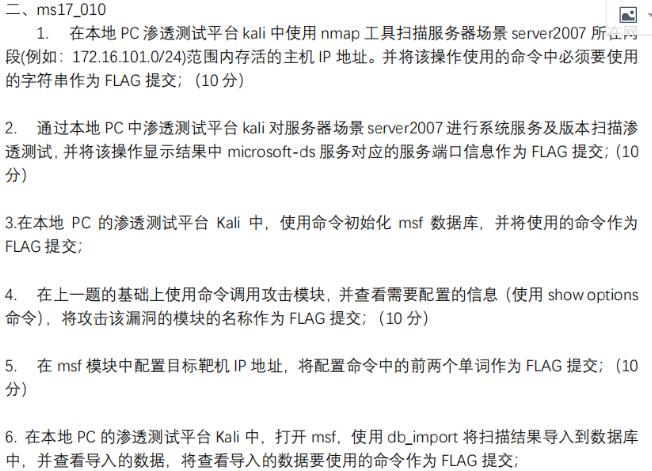 二、ms17_010
1. 在本地 PC 渗透测试平台 kali 中使用 nmap 工具扫描服务器场景 server2007 所在网
段(例如：172.16.101.0/24)范围内存活的主机 IP 地址。并将该操作使用的命令中必须要使用
的字符串作为 FLAG 提交；（10 分）
2. 通过本地 PC 中渗透测试平台 kali 对服务器场景 server2007 进行系统服务及版本扫描渗
透测试，并将该操作显示结果中 microsoft-ds 服务对应的服务端口信息作为 FLAG 提交；（10
分）
3.在本地 PC 的渗透测试平台 Kali 中，使用命令初始化 msf 数据库，并将使用的命令作为
FLAG 提交；
4. 在上一题的基础上使用命令调用攻击模块，并查看需要配置的信息（使用 show options
命令），将攻击该漏洞的模块的名称作为 FLAG 提交；（10 分）
5. 在 msf 模块中配置目标靶机 IP 地址，将配置命令中的前两个单词作为 FLAG 提交；（10
分）
6. 在本地 PC 的渗透测试平台 Kali 中，打开 msf，使用 db_import 将扫描结果导入到数据库
中，并查看导入的数据，将查看导入的数据要使用的命令作为 FLAG 提交；